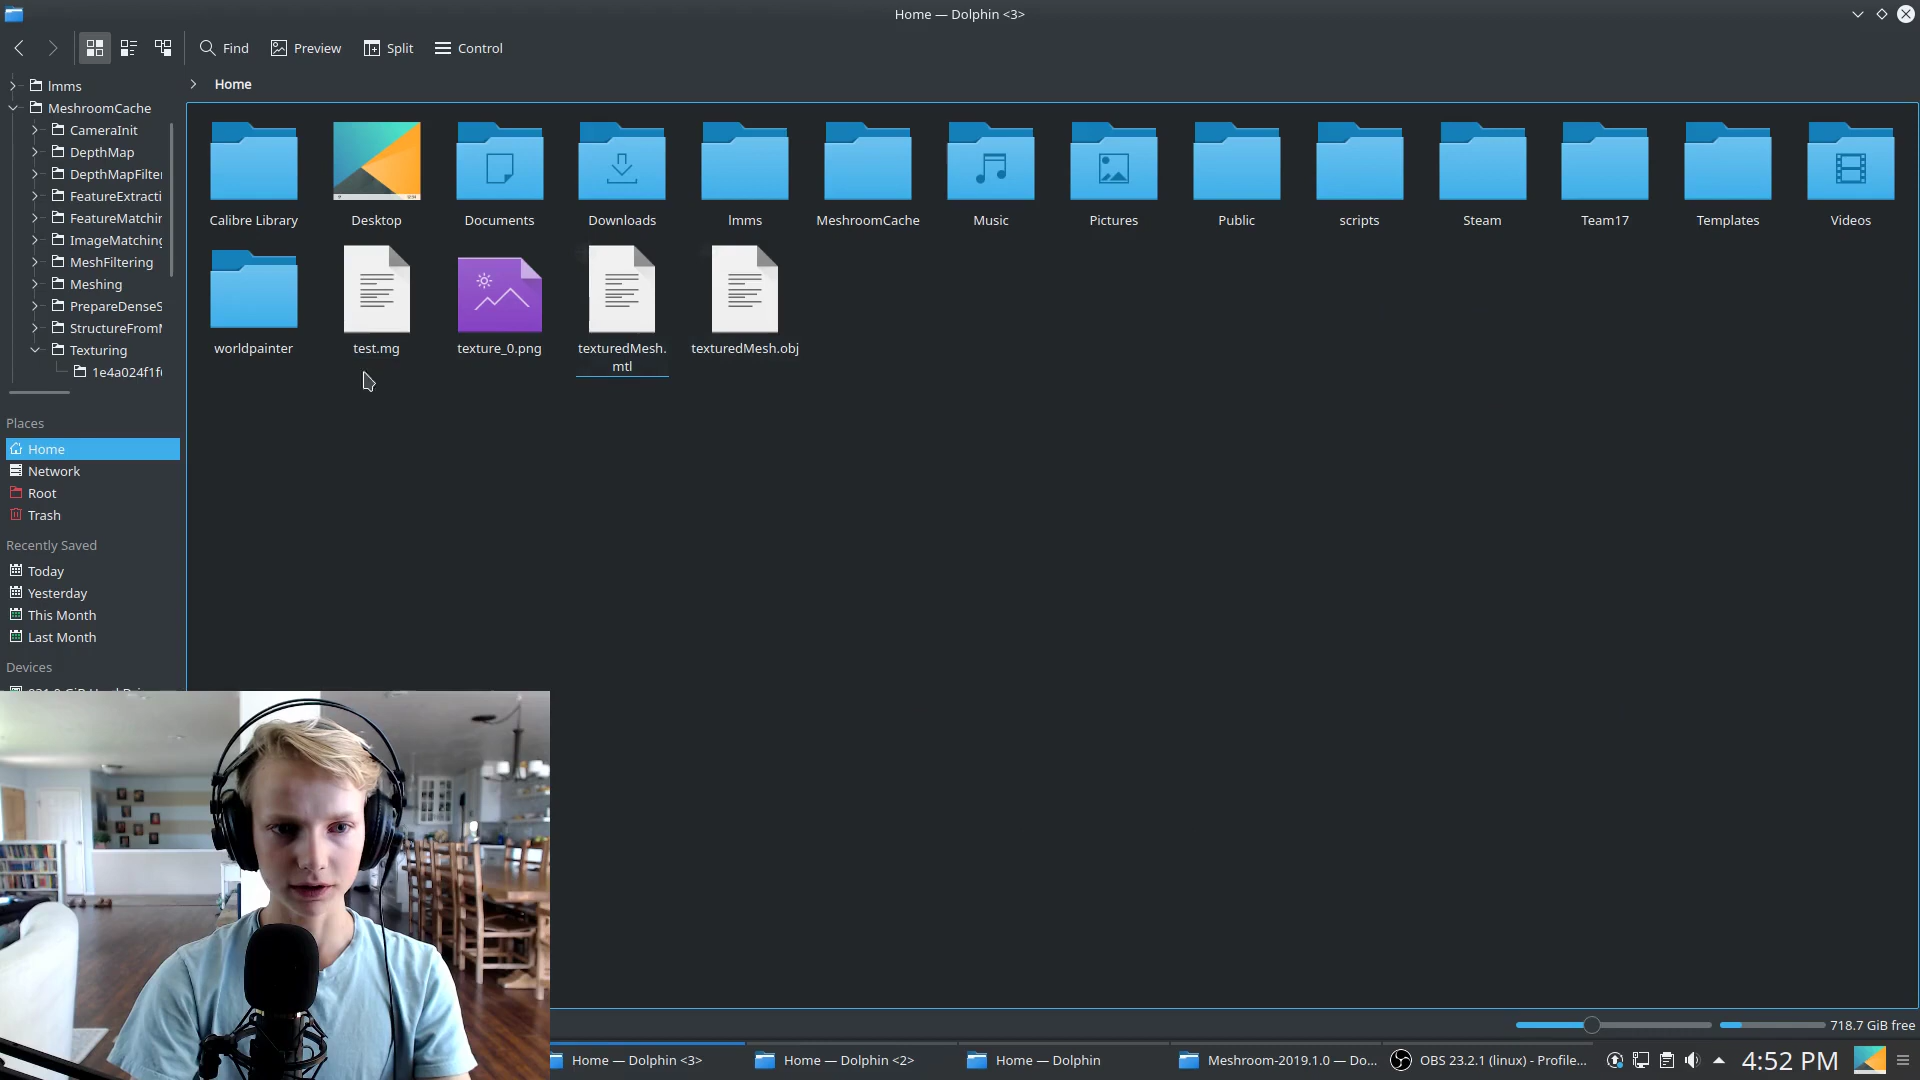 Home — Dolphin <3>
Find
Preview
Split
Control
Home
lmms
MeshroomCache
CameraInit
DepthMap
DepthMapFilte
FeatureExtracti
FeatureMatchin
ImageMatching
MeshFiltering
Meshing
PrepareDenseS
StructureFrom
Texturing
1e4a024f1f
Places
Home
Network
Root
Trash
Recently Saved
Today
Yesterday
This Month
Last Month
Devices
Calibre Library
Desktop
Documents
Downloads
lmms
MeshroomCache
Music
Pictures
Public
scripts
Steam
Team17
Templates
Videos
worldpainter
test.mg
texture_0.png
texturedMesh.
mtl
texturedMesh.obj
718.7 GiB free
Home — Dolphin <3>
Home — Dolphin <2>
Home — Dolphin
Meshroom-2019.1.0 — Do...
OBS 23.2.1 (linux) - Profile...
4:52 PM